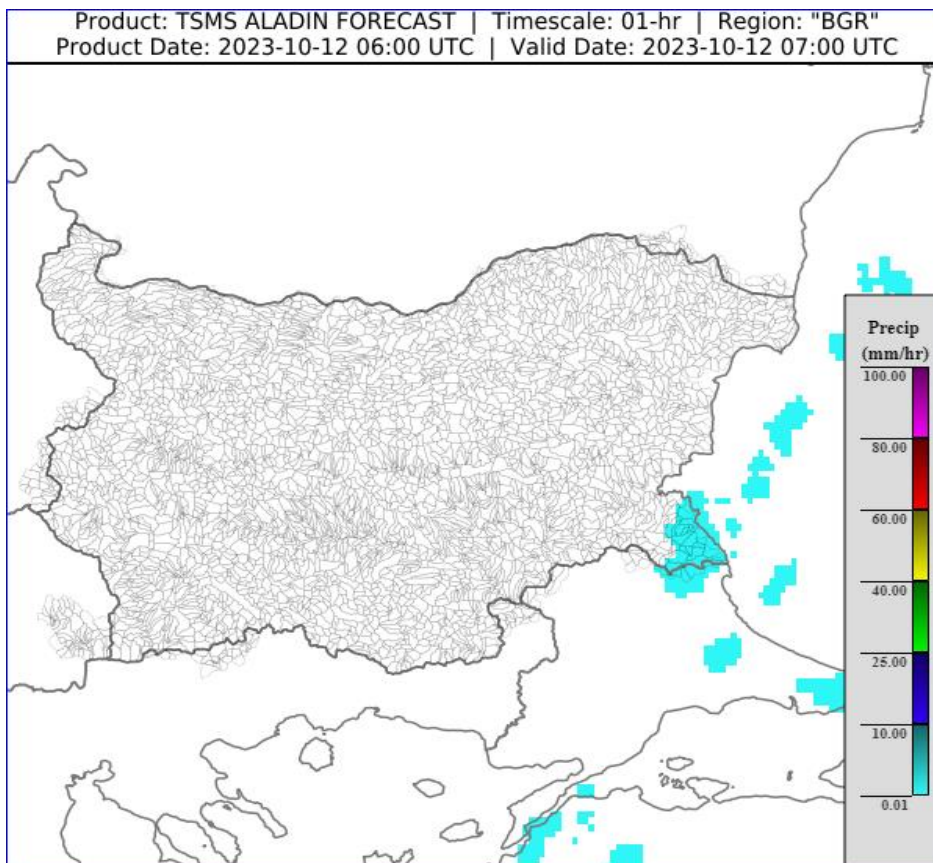 Product: TSMS ALADIN FORECAST | Timescale: 01-hr | Region: "BGR"
Product Date: 2023-10-12 06:00 UTC | Valid Date: 2023-10-12 07:00 UTC
Precip
(mm/hr)
100.00
80.00
60.00
40.00
25.00
10.00
0.01